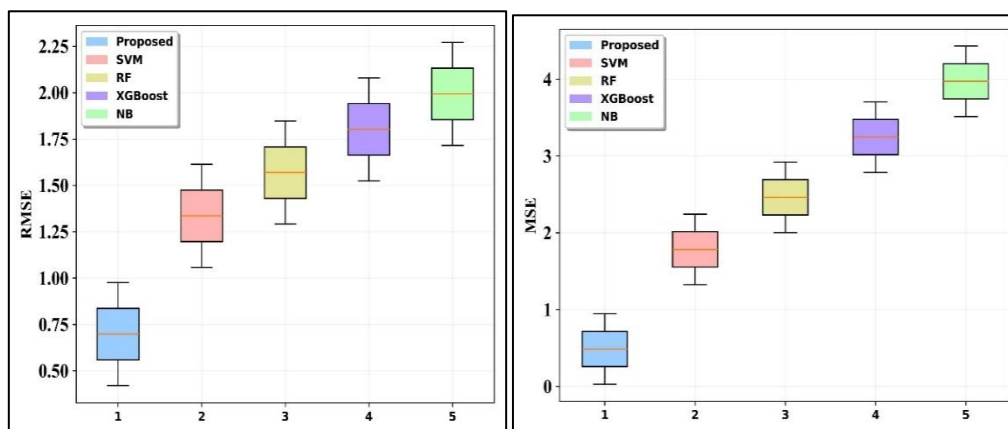 Proposed
SVM
RF
XGBoost
NB
RMSE
2.25
2.00
1.75
1.50
1.25
1.00
0.75
0.50
1 2 3 4 5
Proposed
SVM
RF
XGBoost
NB
MSE
4
3
2
1
0
1 2 3 4 5